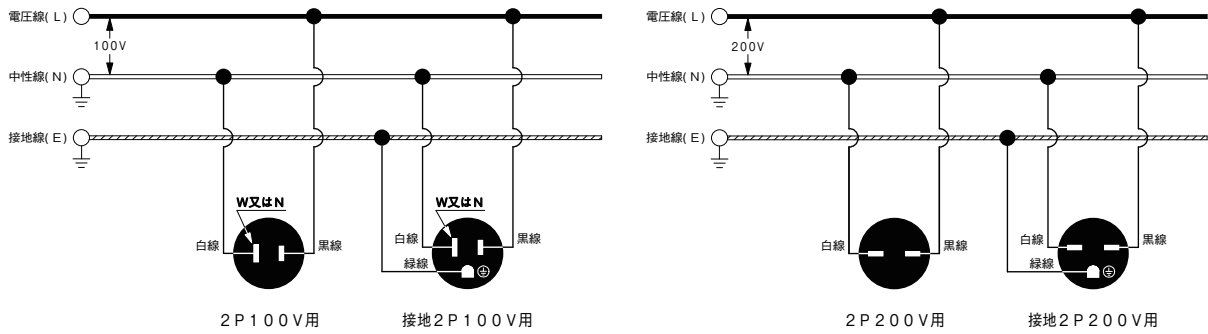 電圧線(L)
100V
中性線(N)
接地線(E)
W又はN
白線
黒線
2P100V用
W又はN
白線
黒線
緑線
接地2P100V用
電圧線(L)
200V
中性線(N)
接地線(E)
白線
黒線
2P200V用
白線
黒線
緑線
接地2P200V用